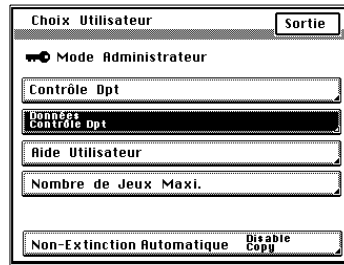 Choix Utilisateur
Sortie
Mode Administrateur
Contrôle Dpt
Données
Contrôle Dpt
Aide Utilisateur
Nombre de Jeux Maxi.
Non-Extinction Automatique
Disable
Copy